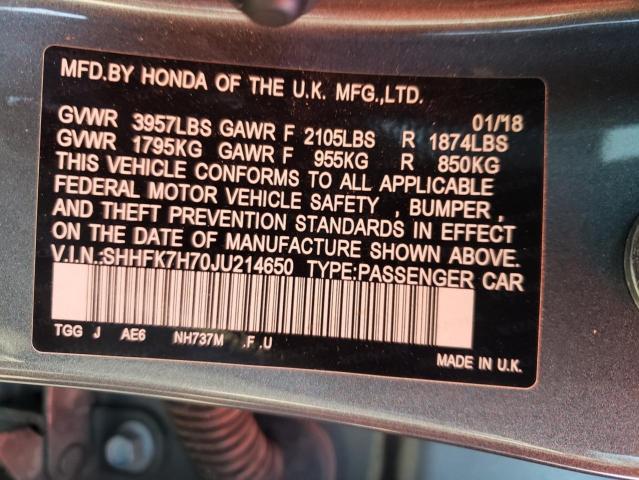 MFD.BY HONDA OF THE U.K. MFG.,LTD.
01/18
GVWR 3957LBS GAWR F 2105LBS R 1874LBS
GVWR 1795KG GAWR F 955KG R 850KG
THIS VEHICLE CONFORMS TO ALL APPLICABLE
FEDERAL MOTOR VEHICLE SAFETY , BUMPER ,
AND THEFT PREVENTION STANDARDS IN EFFECT
ON THE DATE OF MANUFACTURE SHOWN ABOVE.
V.I.N.:SHHFK7H70JU214650 TYPE:PASSENGER CAR
TGG J AE6 NH737M .F .U
MADE IN U.K.